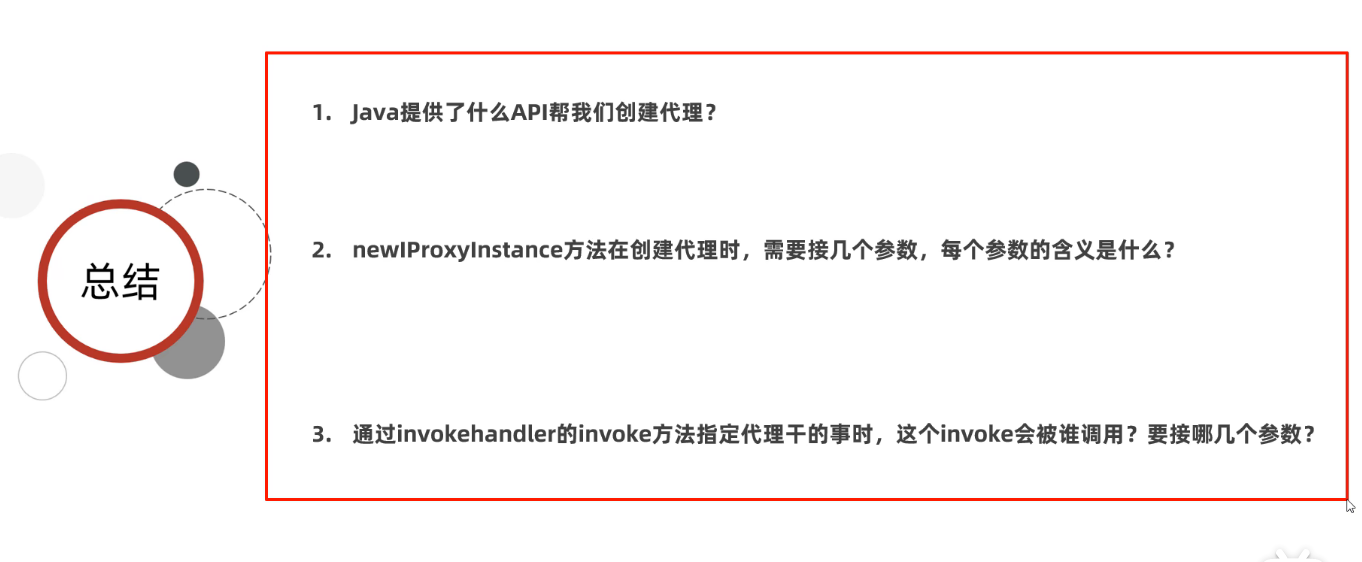 总结
1. Java提供了什么API帮我们创建代理？
2. newIProxyInstance方法在创建代理时，需要接几个参数，每个参数的含义是什么？
3. 通过invokehandler的invoke方法指定代理干的事时，这个invoke会被谁调用？要接哪几个参数？